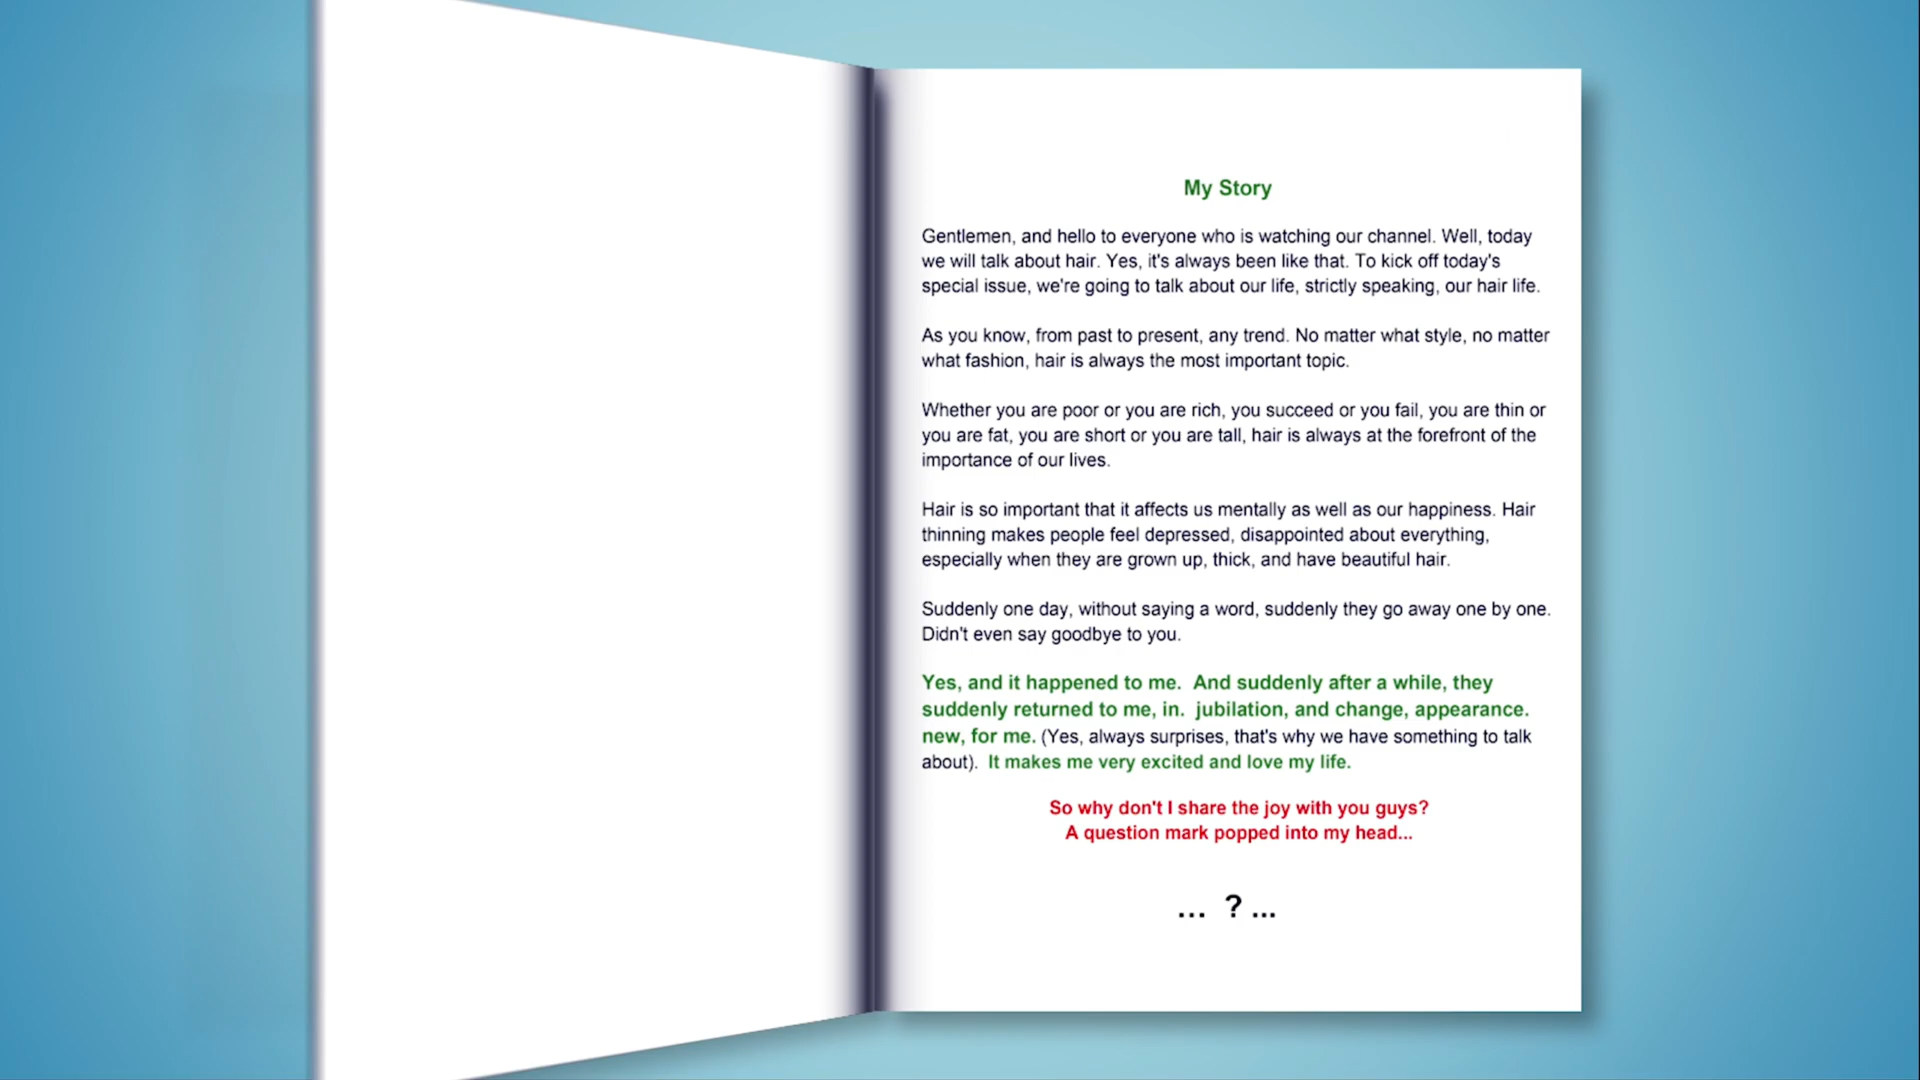 My Story
Gentlemen, and hello to everyone who is watching our channel. Well, today
we will talk about hair. Yes, it's always been like that. To kick off today's
special issue, we're going to talk about our life, strictly speaking, our hair life.
As you know, from past to present, any trend. No matter what style, no matter
what fashion, hair is always the most important topic.
Whether you are poor or you are rich, you succeed or you fail, you are thin or
you are fat, you are short or you are tall, hair is always at the forefront of the
importance of our lives.
Hair is so important that it affects us mentally as well as our happiness. Hair
thinning makes people feel depressed, disappointed about everything,
especially when they are grown up, thick, and have beautiful hair.
Suddenly one day, without saying a word, suddenly they go away one by one.
Didn't even say goodbye to you.
Yes, and it happened to me.  And suddenly after a while, they
suddenly returned to me, in.  jubilation, and change, appearance.
new, for me. (Yes, always surprises, that's why we have something to talk
about).  It makes me very excited and love my life.
So why don't I share the joy with you guys?
A question mark popped into my head...
...  ? ...